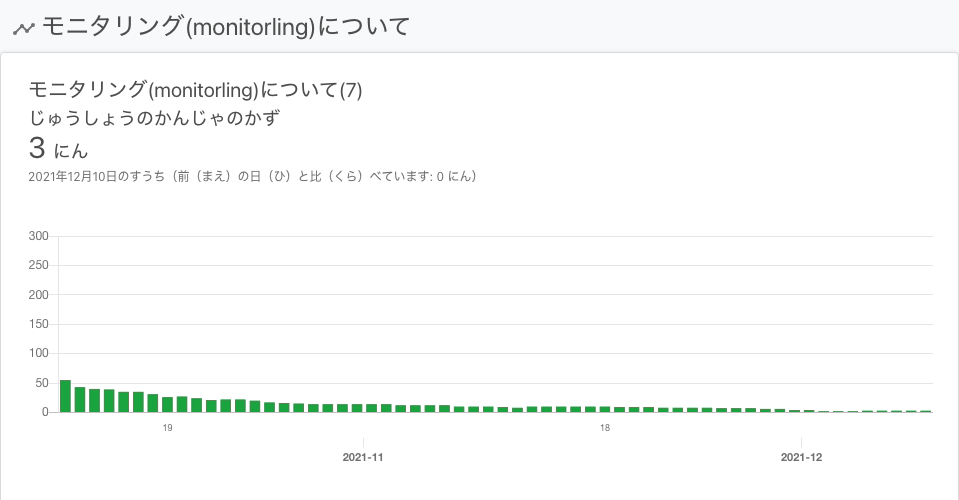 モニタリング(monitorling)について
モニタリング(monitorling)について(7)
じゅうしょうのかんじゃのかず
3 にん
2021年12月10日のすうち（前（まえ）の日（ひ）と比（くら）べています: 0 にん）
300
250
200
150
100
50
0
19
18
2021-11
2021-12